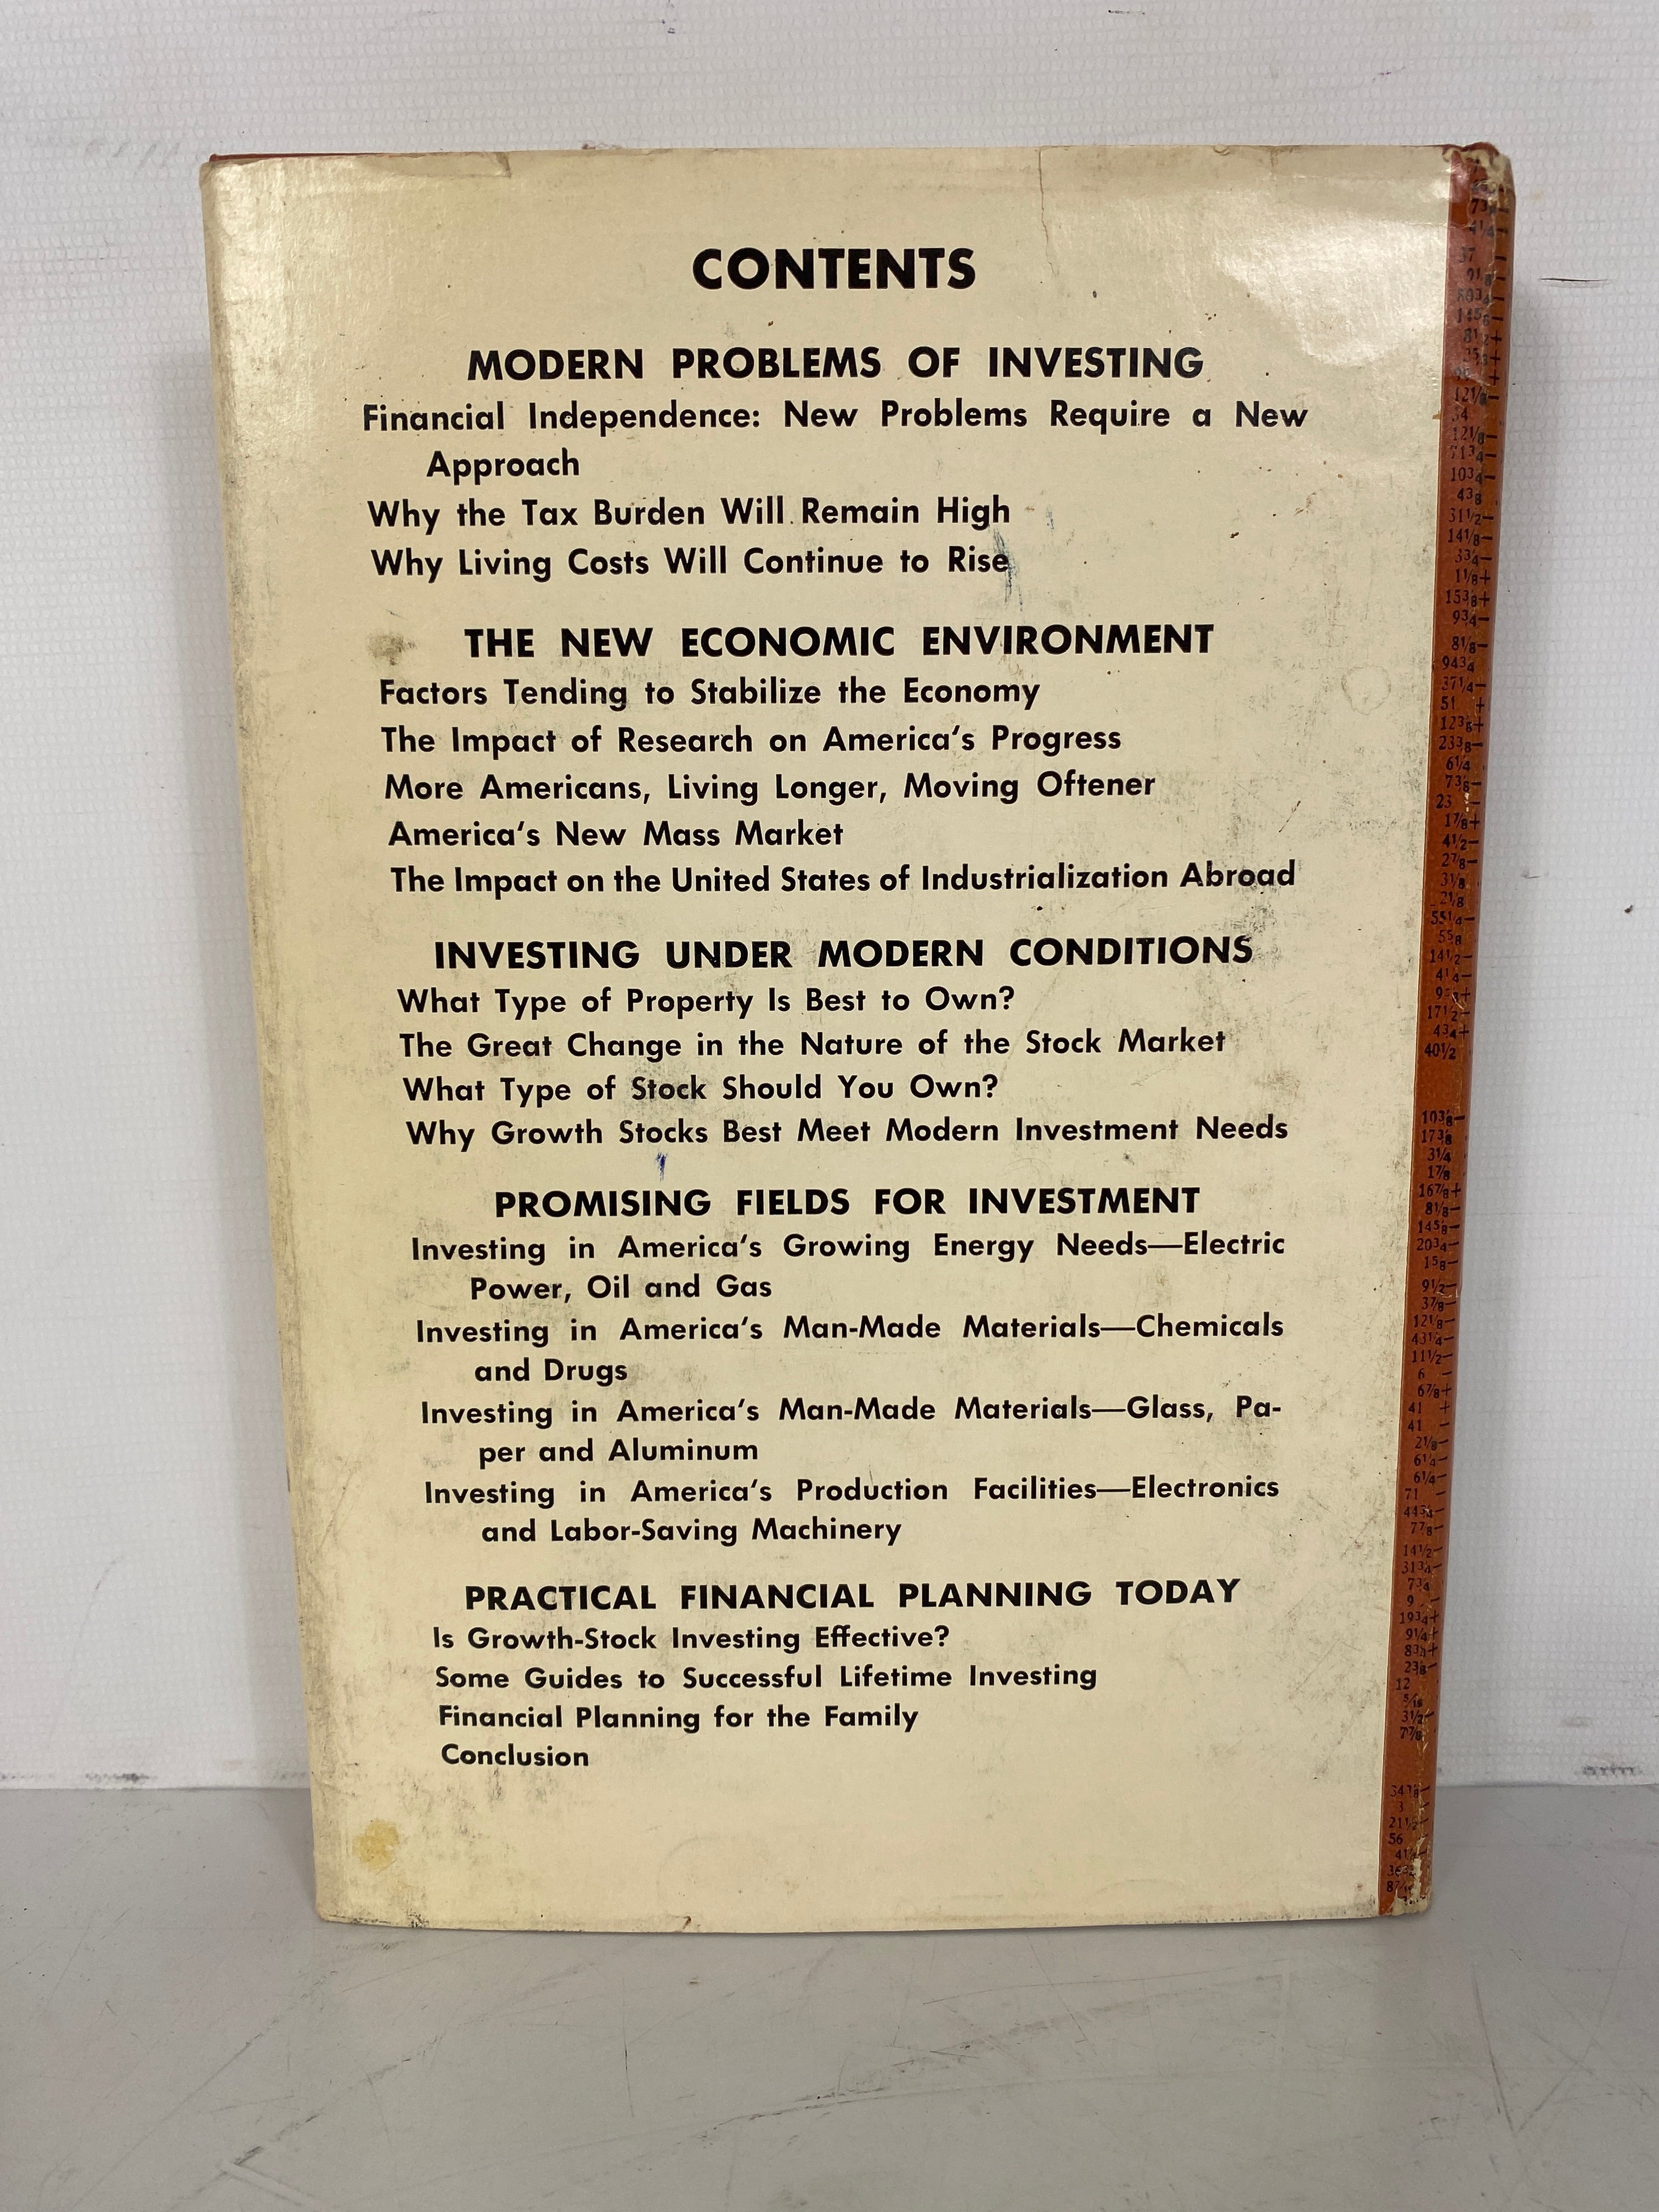 CONTENTS
MODERN PROBLEMS OF INVESTING
Financial Independence: New Problems Require a New
Approach
Why the Tax Burden Will Remain High
Why Living Costs Will Continue to Rise
THE NEW ECONOMIC ENVIRONMENT
Factors Tending to Stabilize the Economy
The Impact of Research on America's Progress
More Americans, Living Longer, Moving Oftener
America's New Mass Market
The Impact on the United States of Industrialization Abroad
INVESTING UNDER MODERN CONDITIONS
What Type of Property Is Best to Own?
The Great Change in the Nature of the Stock Market
What Type of Stock Should You Own?
Why Growth Stocks Best Meet Modern Investment Needs
PROMISING FIELDS FOR INVESTMENT
Investing in America's Growing Energy Needs—Electric
Power, Oil and Gas
Investing in America's Man-Made Materials—Chemicals
and Drugs
Investing in America's Man-Made Materials—Glass, Pa-
per and Aluminum
Investing in America's Production Facilities—Electronics
and Labor-Saving Machinery
PRACTICAL FINANCIAL PLANNING TODAY
Is Growth-Stock Investing Effective?
Some Guides to Successful Lifetime Investing
Financial Planning for the Family
Conclusion